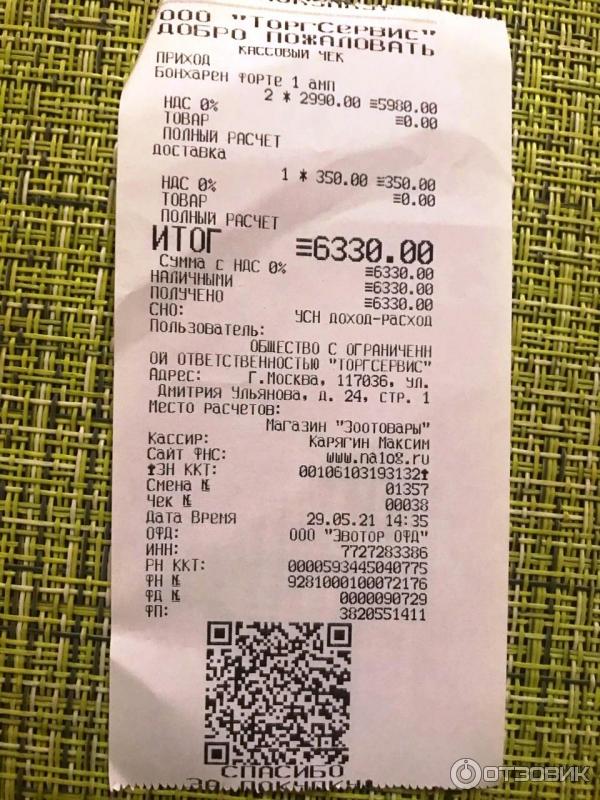 ООО "Торгсервис"
ДОБРО ПОЖАЛОВАТЬ
КАССОВЫЙ ЧЕК
ПРИХОД
Бонхарен Форте 1 амп
2 * 2990.00 ≡5980.00
НДС 0% ≡0.00
ТОВАР
ПОЛНЫЙ РАСЧЕТ
доставка
1 * 350.00 ≡350.00
НДС 0% ≡0.00
ТОВАР
ПОЛНЫЙ РАСЧЕТ
ИТОГ ≡6330.00
Сумма с НДС 0% ≡6330.00
НАЛИЧНЫМИ ≡6330.00
ПОЛУЧЕНО ≡6330.00
СНО: УСН доход-расход
Пользователь:
ОБЩЕСТВО С ОГРАНИЧЕНН
ОЙ ОТВЕТСТВЕННОСТЬЮ "ТОРГСЕРВИС"
Адрес: Г.Москва, 117036, ул.
Дмитрия Ульянова, д. 24, стр. 1
Место расчетов:
Магазин "Зоотовары"
Кассир: Карягин Максим
Сайт ФНС: www.nalog.ru
ЗН ККТ: 00106103193132
Смена № 01357
Чек № 00038
Дата Время 29.05.21 14:35
ОФД: ООО "Эвотор ОФД"
ИНН: 7727283386
РН ККТ: 0000593445040775
ФН № 9281000100072176
ФД № 0000090729
ФП: 3820551411
СПАСИБО
ЗА ПОКУПКУ!
ОТЗОВИК